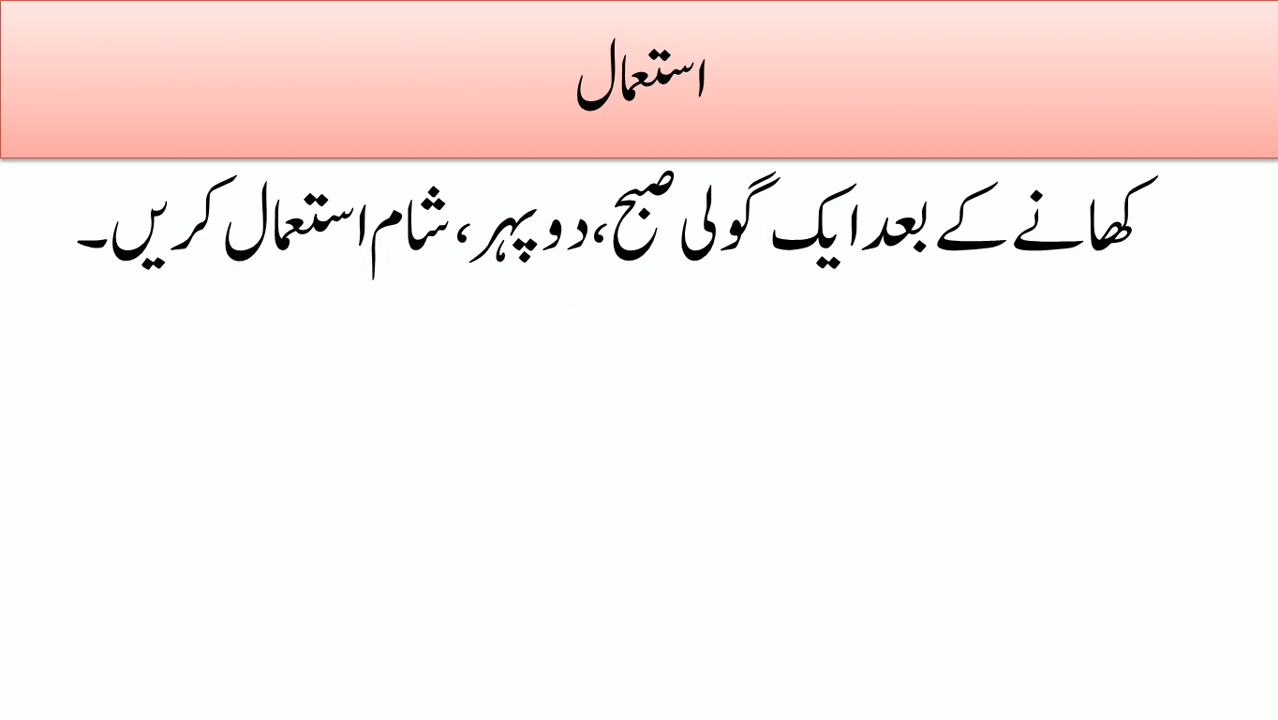 استعمال
کھانے کے بعد ایک گولی صبح، دوپہر، شام استعمال کریں۔